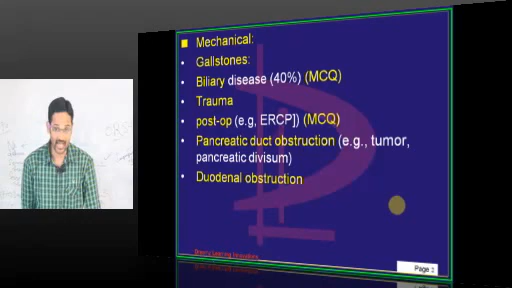 Mechanical:
Gallstones:
Biliary disease (40%) (MCQ)
Trauma
post-op (e.g, ERCP]) (MCQ)
Pancreatic duct obstruction (e.g., tumor,
pancreatic divisum)
Duodenal obstruction
Page